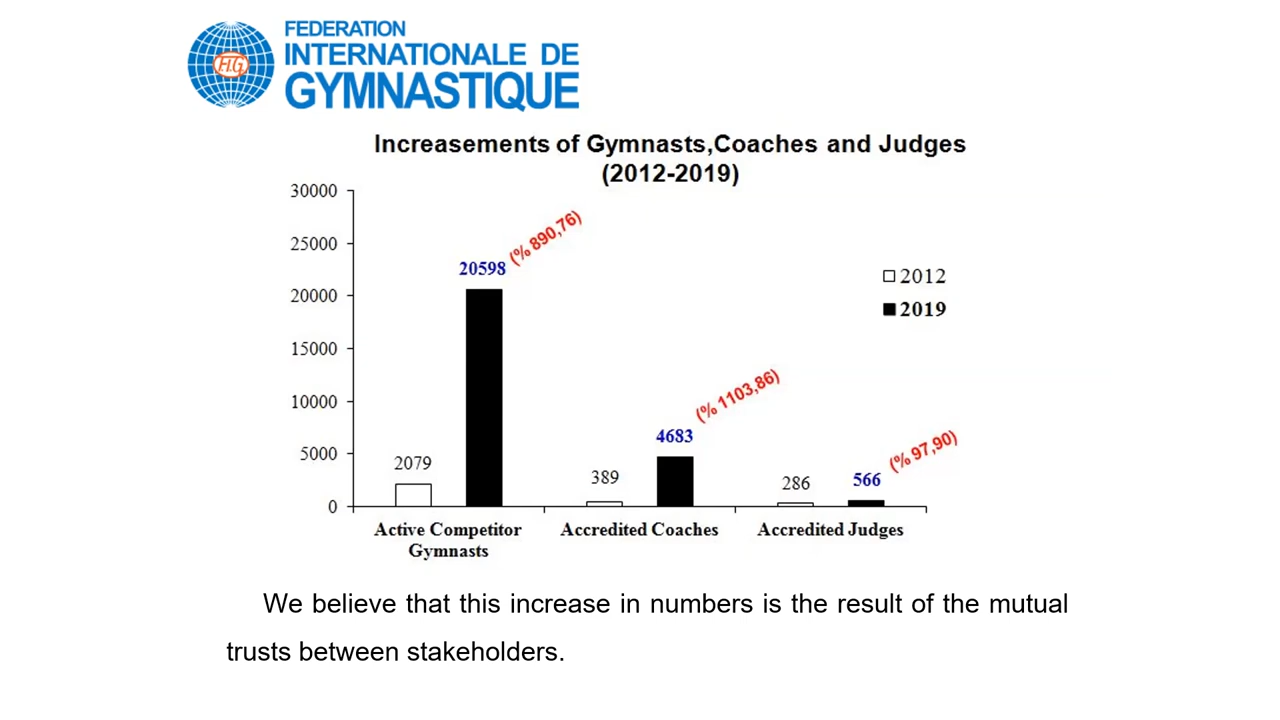 FEDERATION
INTERNATIONALE DE
GYMNASTIQUE
F.I.G
Increasements of Gymnasts,Coaches and Judges
(2012-2019)
30000
25000
20000
15000
10000
5000
0
2079
20598
(% 890,76)
389
4683
(% 1103,86)
286
566
(% 97,90)
2012
2019
Active Competitor
Gymnasts
Accredited Coaches
Accredited Judges
We believe that this increase in numbers is the result of the mutual
trusts between stakeholders.